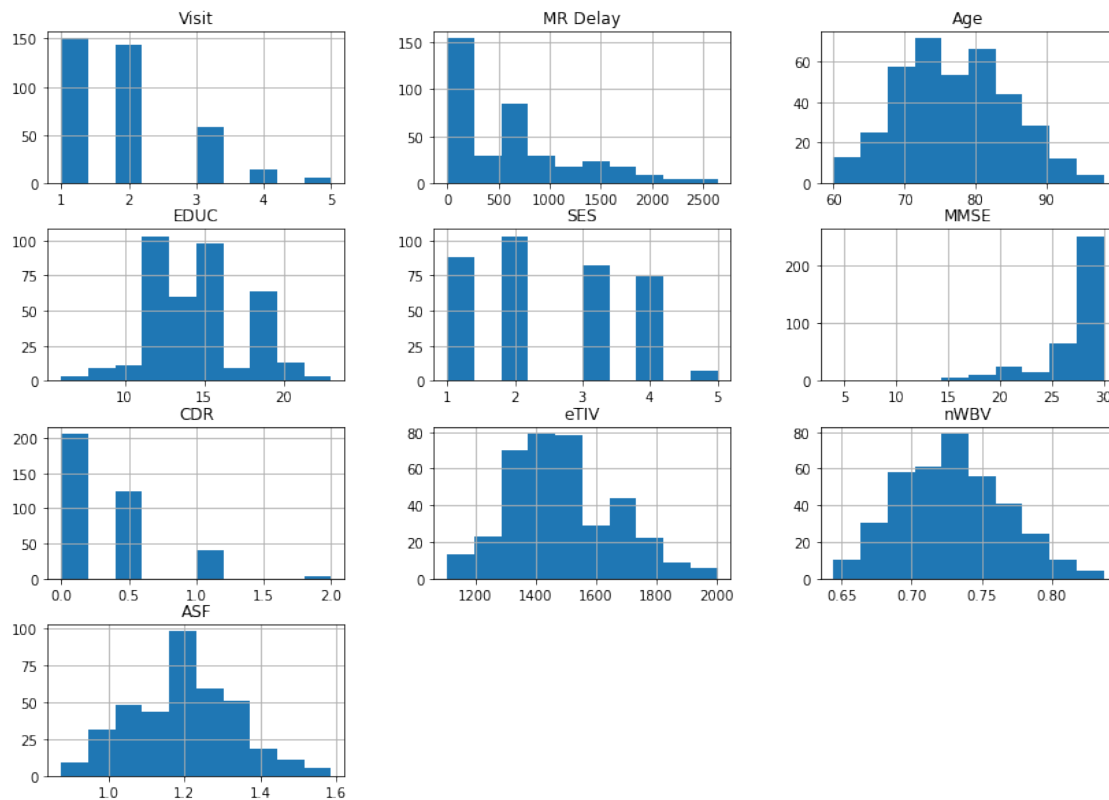 Visit
150
100
50
0
1 2 3 4 5
MR Delay
150
100
50
0
0 500 1000 1500 2000 2500
Age
60
40
20
0
60 70 80 90
EDUC
100
75
50
25
0
10 15 20
SES
100
75
50
25
0
1 2 3 4 5
MMSE
200
100
0
5 10 15 20 25 30
CDR
200
150
100
50
0
0.0 0.5 1.0 1.5 2.0
eTIV
80
60
40
20
0
1200 1400 1600 1800 2000
nWBV
80
60
40
20
0
0.65 0.70 0.75 0.80
ASF
100
75
50
25
0
1.0 1.2 1.4 1.6